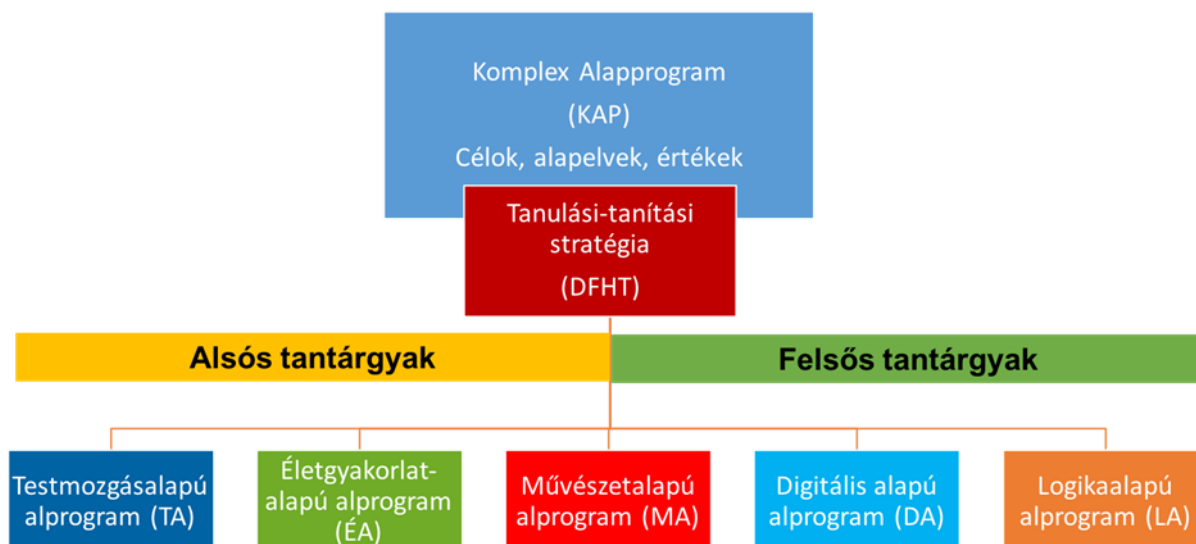 Komplex Alapprogram
(KAP)
Célok, alapelvek, értékek
Tanulási-tanítási
stratégia
(DFHT)
Alsós tantárgyak
Felsős tantárgyak
Testmozgásalapú
alprogram (TA)
Életgyakorlat-
alapú alprogram
(ÉA)
Művészetalapú
alprogram (MA)
Digitális alapú
alprogram (DA)
Logikaalapú
alprogram (LA)